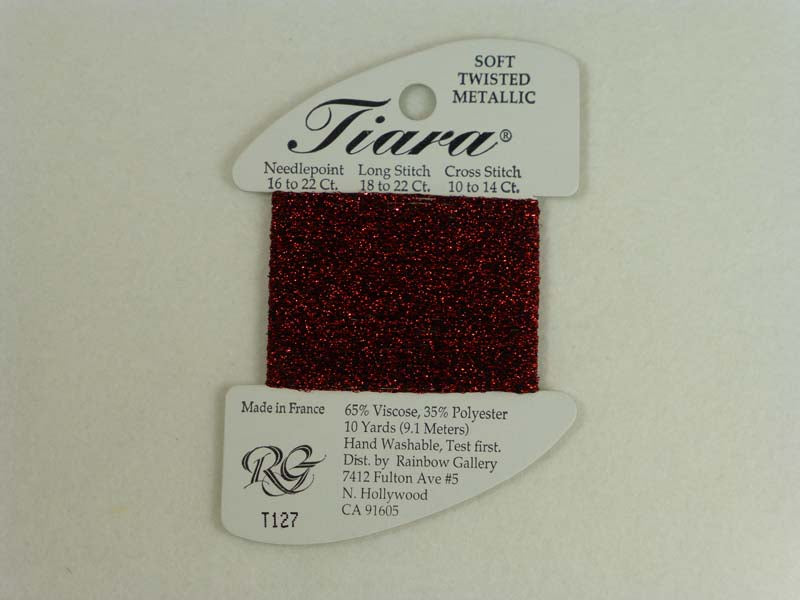 SOFT
TWISTED
METALLIC
Tiara®
Needlepoint Long Stitch Cross Stitch
16 to 22 Ct. 18 to 22 Ct. 10 to 14 Ct.
Made in France
65% Viscose, 35% Polyester
10 Yards (9.1 Meters)
Hand Washable, Test first.
Dist. by Rainbow Gallery
7412 Fulton Ave #5
N. Hollywood
CA 91605
RG
T127